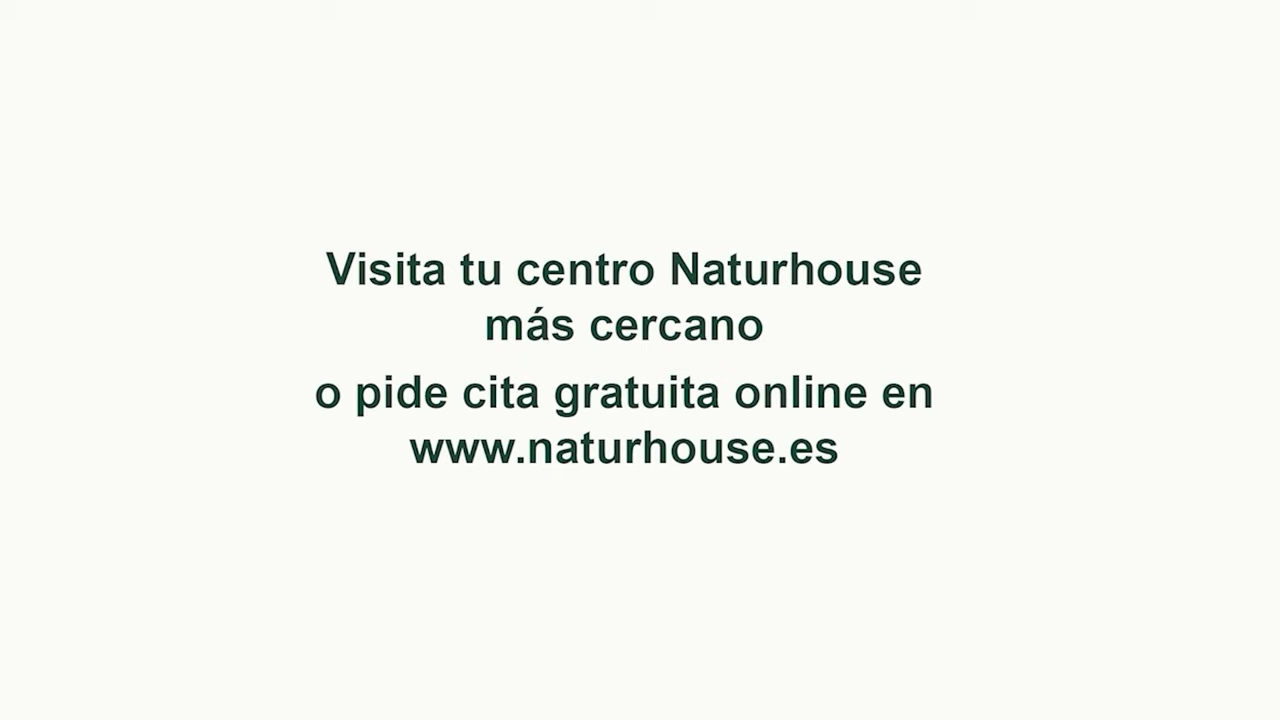 Visita tu centro Naturhouse
más cercano
o pide cita gratuita online en
www.naturhouse.es